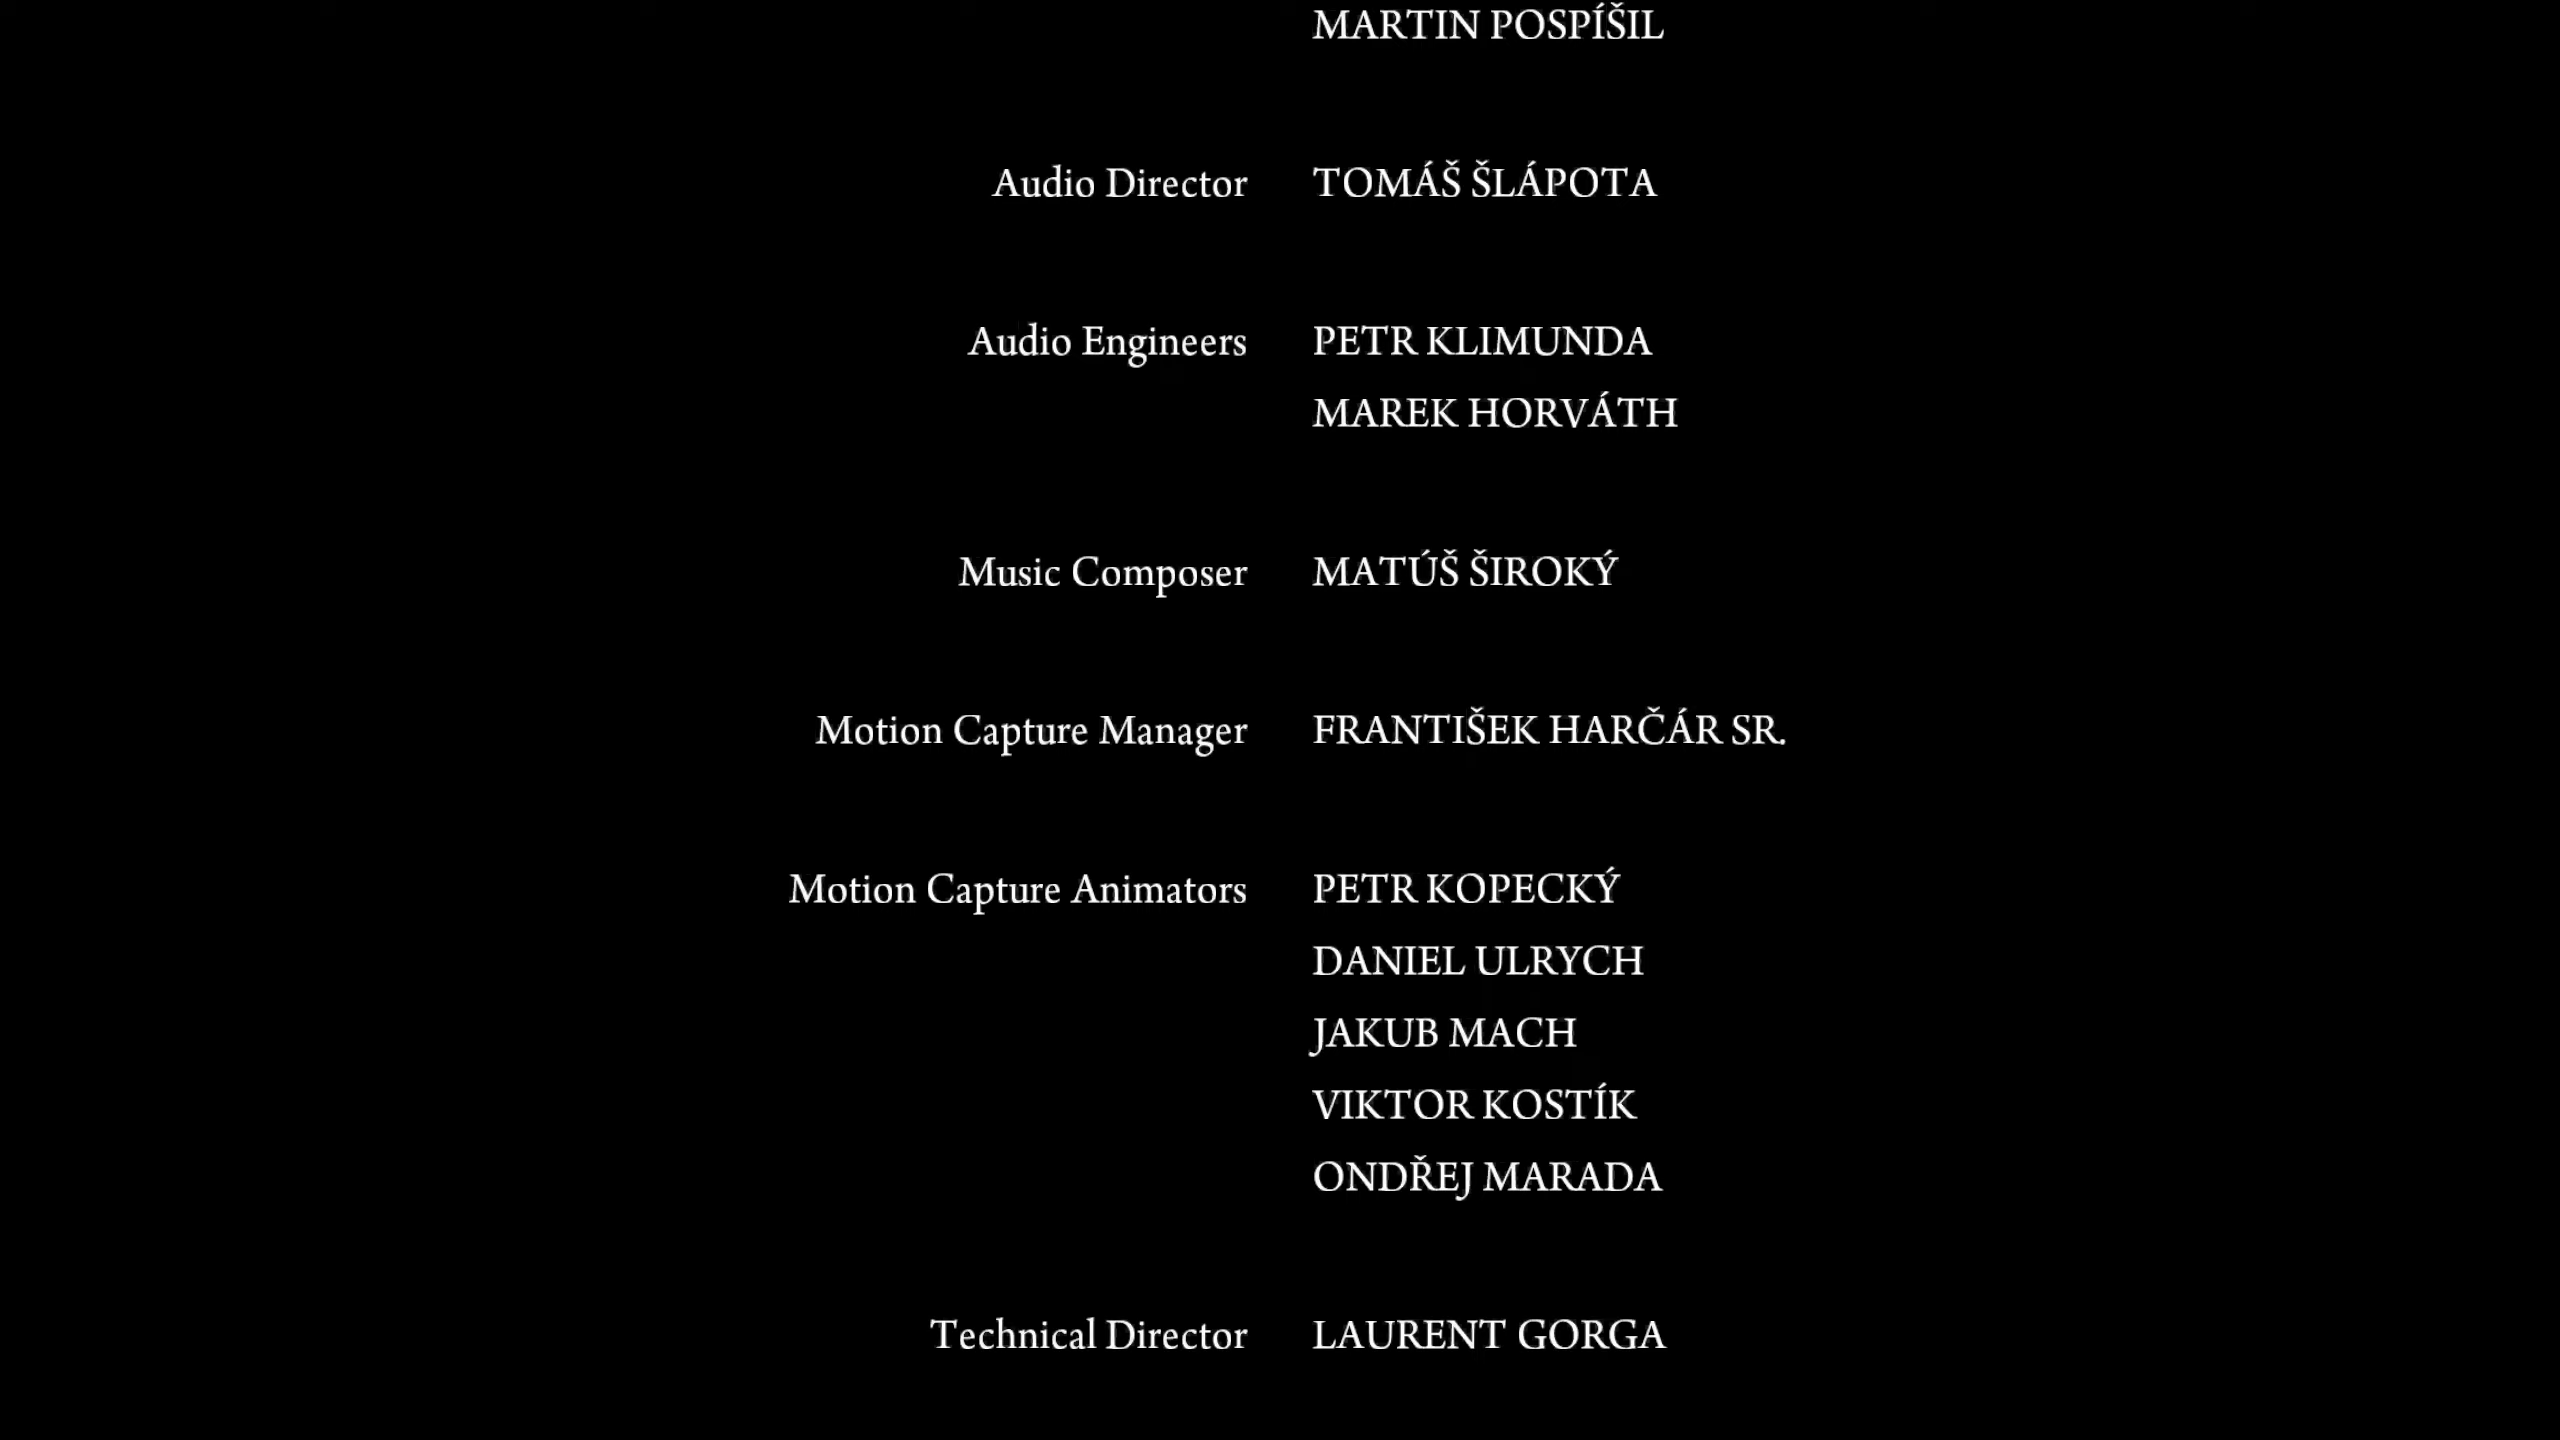 MARTIN POSPÍŠIL
Audio Director TOMÁŠ ŠLÁPOTA
Audio Engineers PETR KLIMUNDA
MAREK HORVÁTH
Music Composer MATÚŠ ŠIROKÝ
Motion Capture Manager FRANTIŠEK HARČÁR SR.
Motion Capture Animators PETR KOPECKÝ
DANIEL ULRYCH
JAKUB MACH
VIKTOR KOSTÍK
ONDŘEJ MARADA
Technical Director LAURENT GORGA